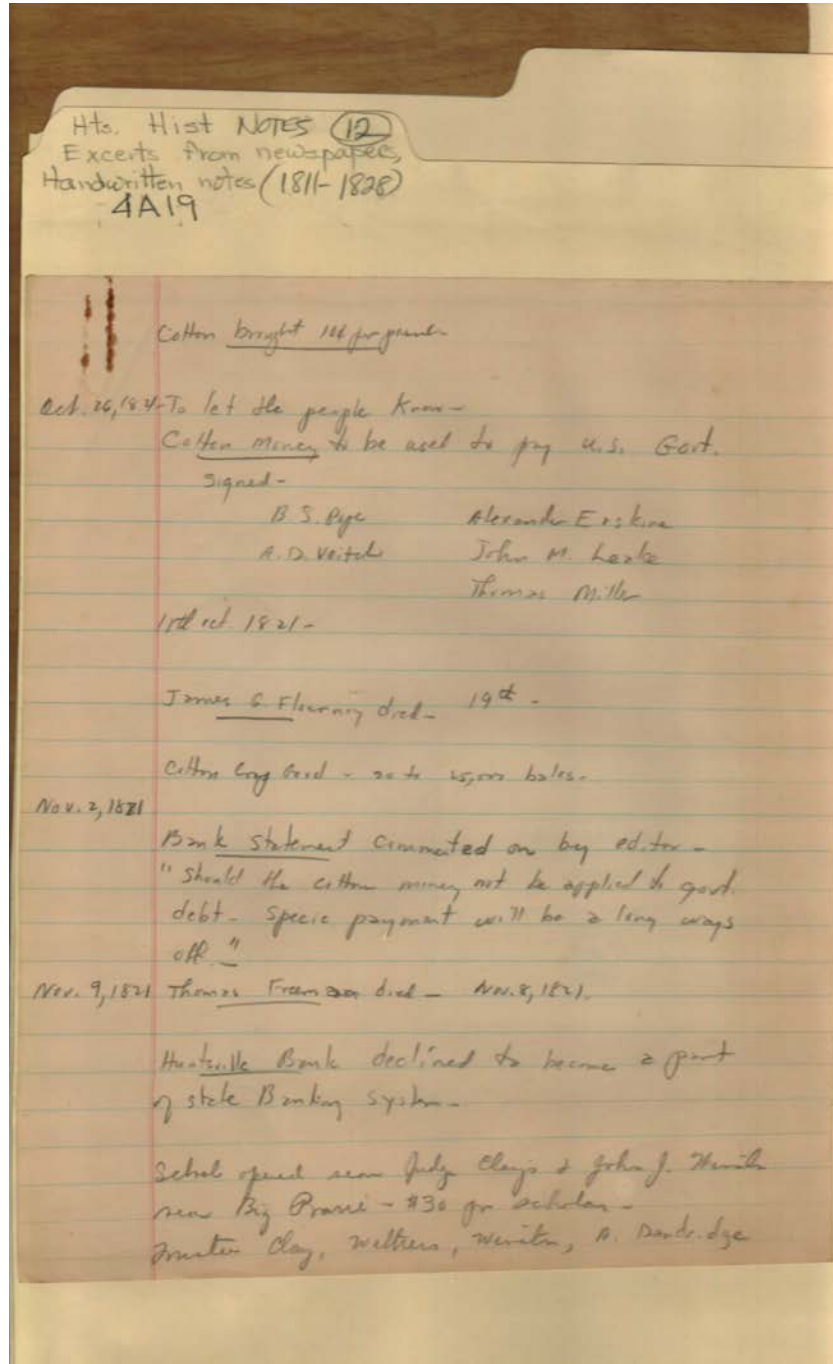 Hts. Hist NOTES 12
Excerts from newspapers,
Handwritten notes (1811-1828)
4A19
Cotton brought per pound-
Oct. 26, 1821-To let the people know-
Cotton money to be used to pay U.S. Govt.
Signed-
B. S. Pope Alexander Erskine
A. D. Veitch John M. Leake
Thomas Miller
Oct. 1821-
James G Flournoy died- 19th -
Cotton crop good - 20 to 25,000 bales.
Nov. 2, 1821
Bank statement commented on by editor-
"Should the cotton money not be applied to govt.
debt- specie payment will be a long ways
off."
Nov. 9, 1821 Thomas Freeman died- Nov. 8, 1821.
Huntsville Bank declined to become a part
of state Banking system-
School opened near Judge Clay's & John J. Winston
near Big Prarie - $30 per scholar-
Trustee Clay, Withers, Winston, A. Dandridge